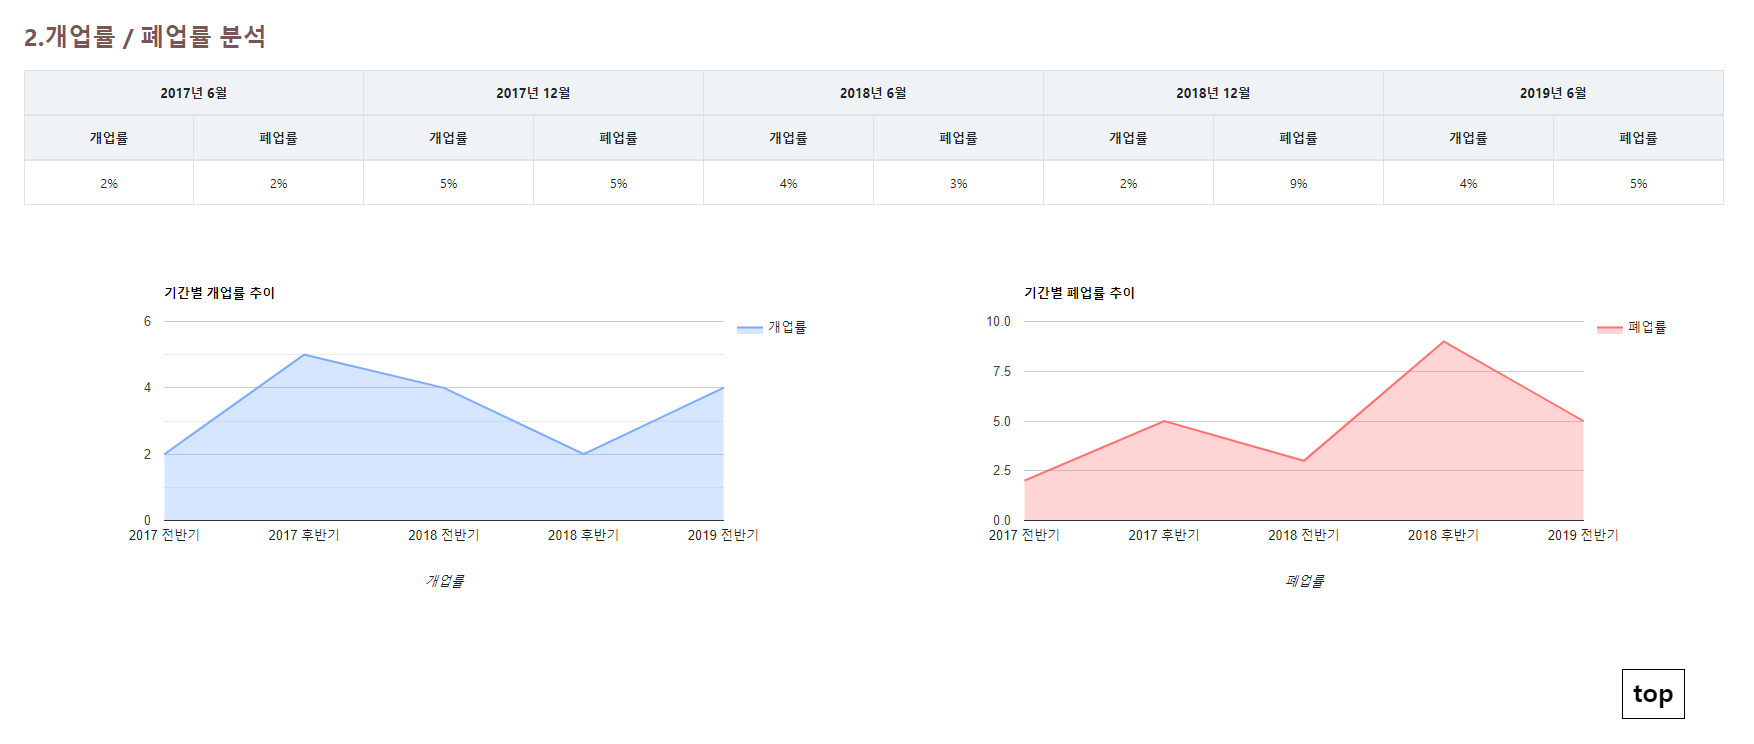 2.개업률 / 폐업률 분석
2017년 6월 2017년 12월 2018년 6월 2018년 12월 2019년 6월
개업률 폐업률 개업률 폐업률 개업률 폐업률 개업률 폐업률 개업률 폐업률
2% 2% 5% 5% 4% 3% 2% 9% 4% 5%
기간별 개업률 추이
6
4
2
0
개업률
2017 전반기 2017 후반기 2018 전반기 2018 후반기 2019 전반기
개업률
기간별 폐업률 추이
10.0
7.5
5.0
2.5
0.0
폐업률
2017 전반기 2017 후반기 2018 전반기 2018 후반기 2019 전반기
폐업률
top